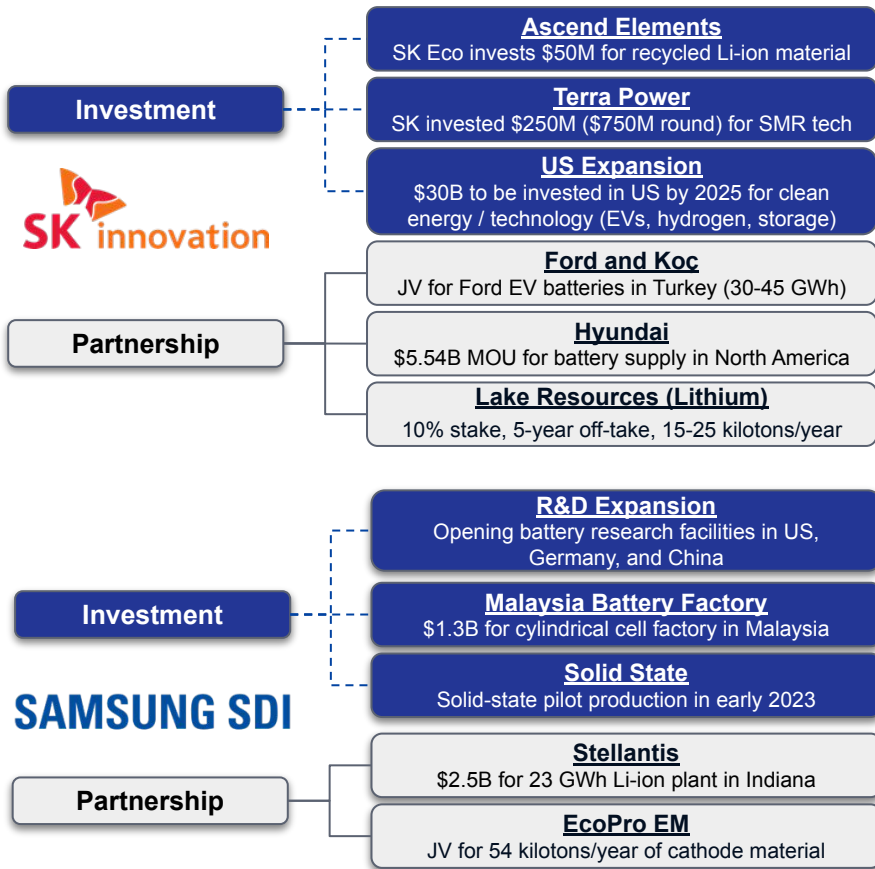 Ascend Elements
SK Eco invests $50M for recycled Li-ion material
Investment
Terra Power
SK invested $250M ($750M round) for SMR tech
US Expansion
$30B to be invested in US by 2025 for clean
energy / technology (EVs, hydrogen, storage)
SK innovation
Ford and Koç
JV for Ford EV batteries in Turkey (30-45 GWh)
Partnership
Hyundai
$5.54B MOU for battery supply in North America
Lake Resources (Lithium)
10% stake, 5-year off-take, 15-25 kilotons/year
R&D Expansion
Opening battery research facilities in US,
Germany, and China
Investment
Malaysia Battery Factory
$1.3B for cylindrical cell factory in Malaysia
Solid State
Solid-state pilot production in early 2023
SAMSUNG SDI
Stellantis
$2.5B for 23 GWh Li-ion plant in Indiana
Partnership
EcoPro EM
JV for 54 kilotons/year of cathode material